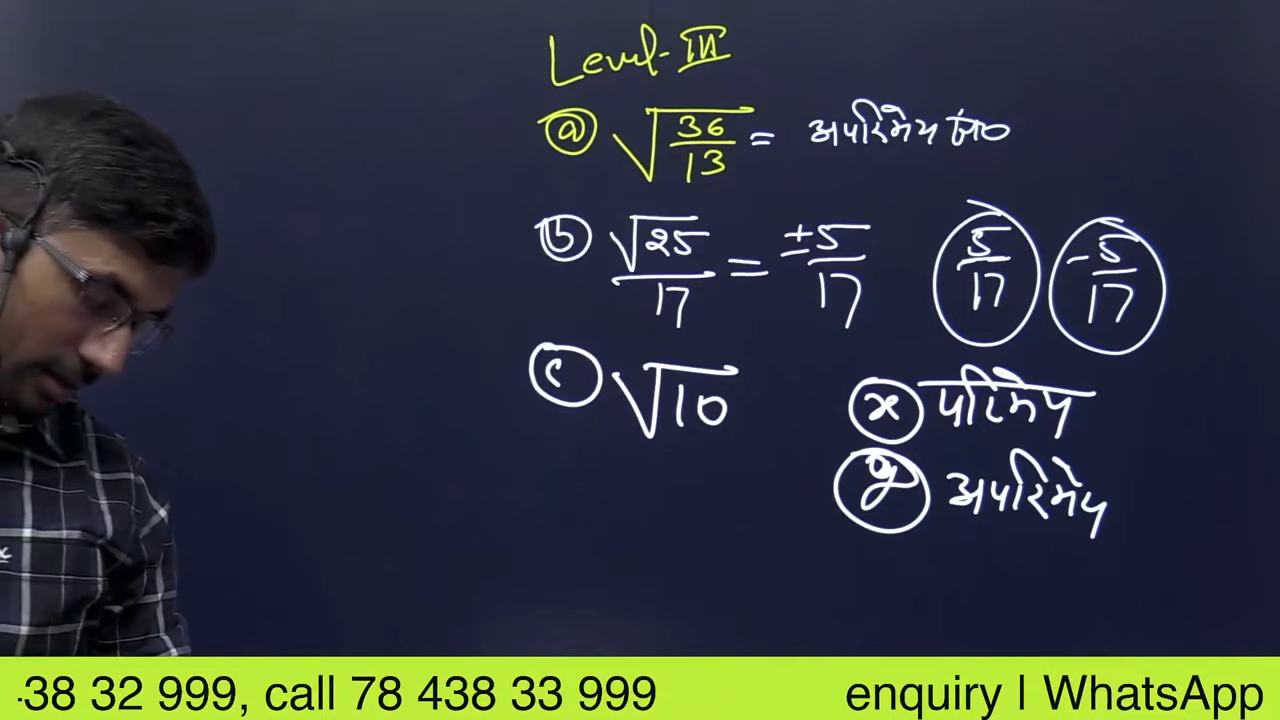 Level-III
(a) √(36/13) = अपरिमेय सं०
(b) √25/17 = ±5/17 5/17 -5/17
(c) √10
(x) परिमेय
(y) अपरिमेय
38 32 999, call 78 438 33 999 enquiry | WhatsApp